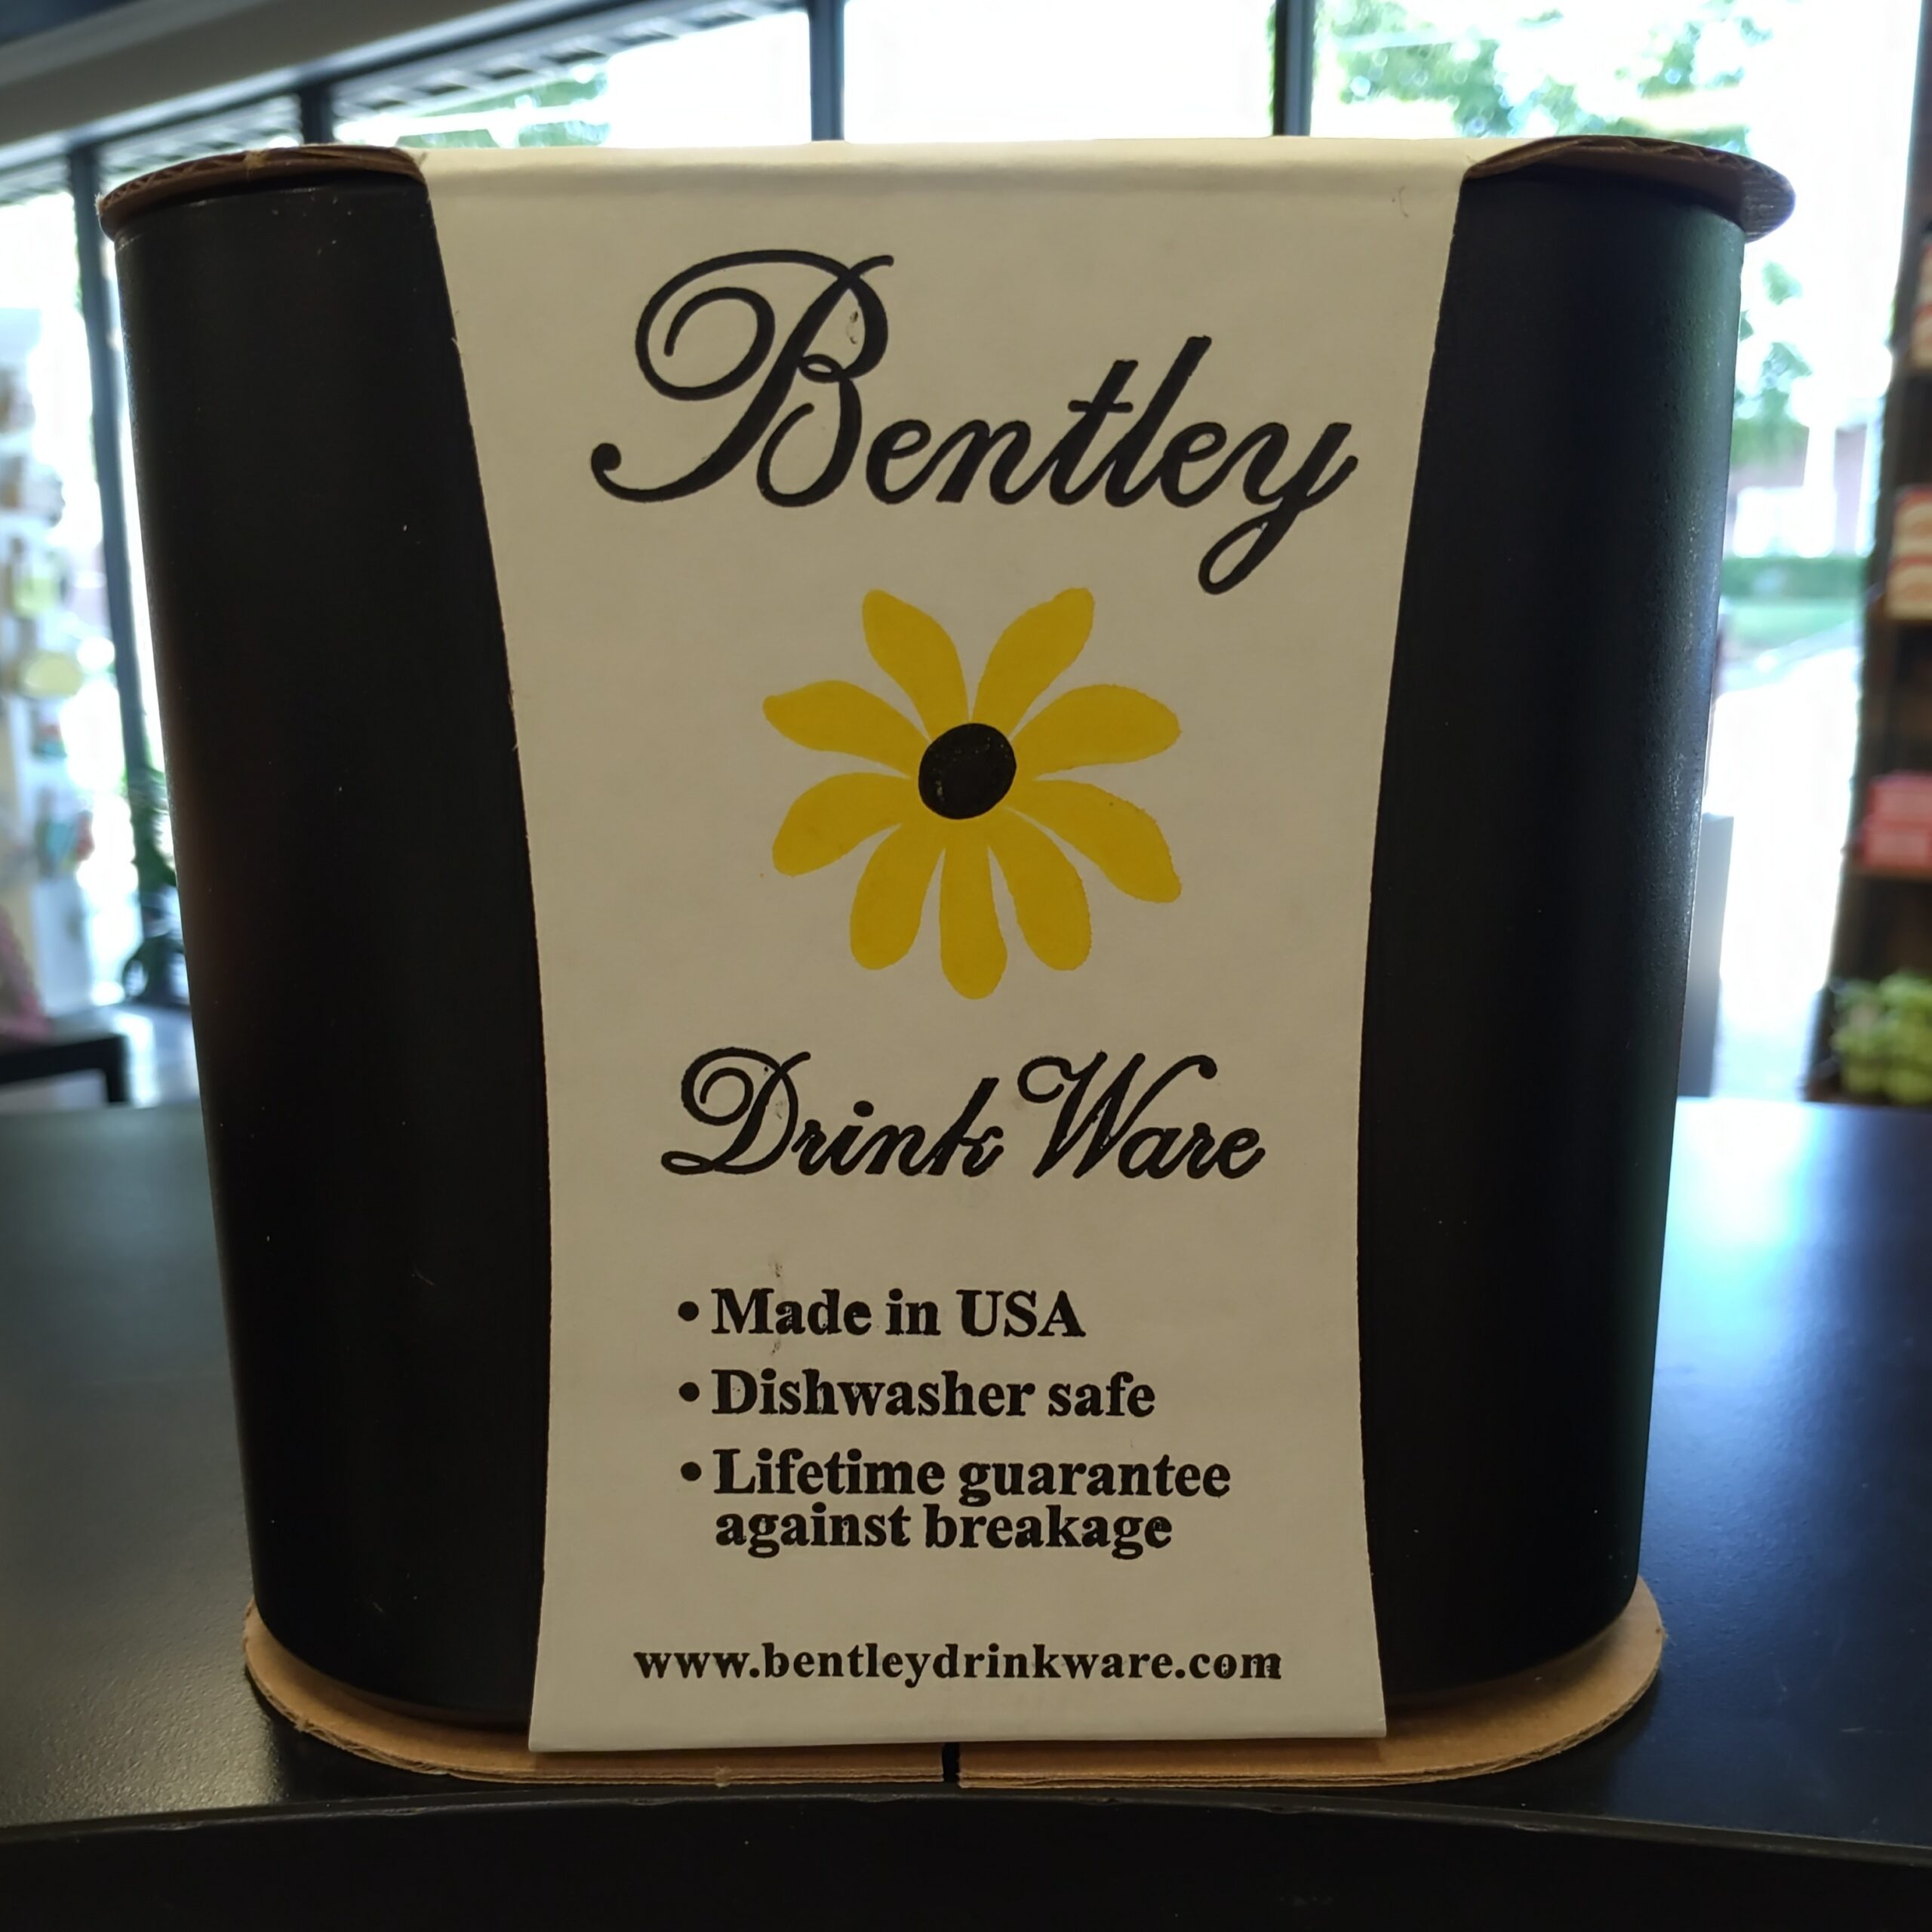 Bentley
Drink Ware
• Made in USA
• Dishwasher safe
• Lifetime guarantee
against breakage
www.bentleydrinkware.com